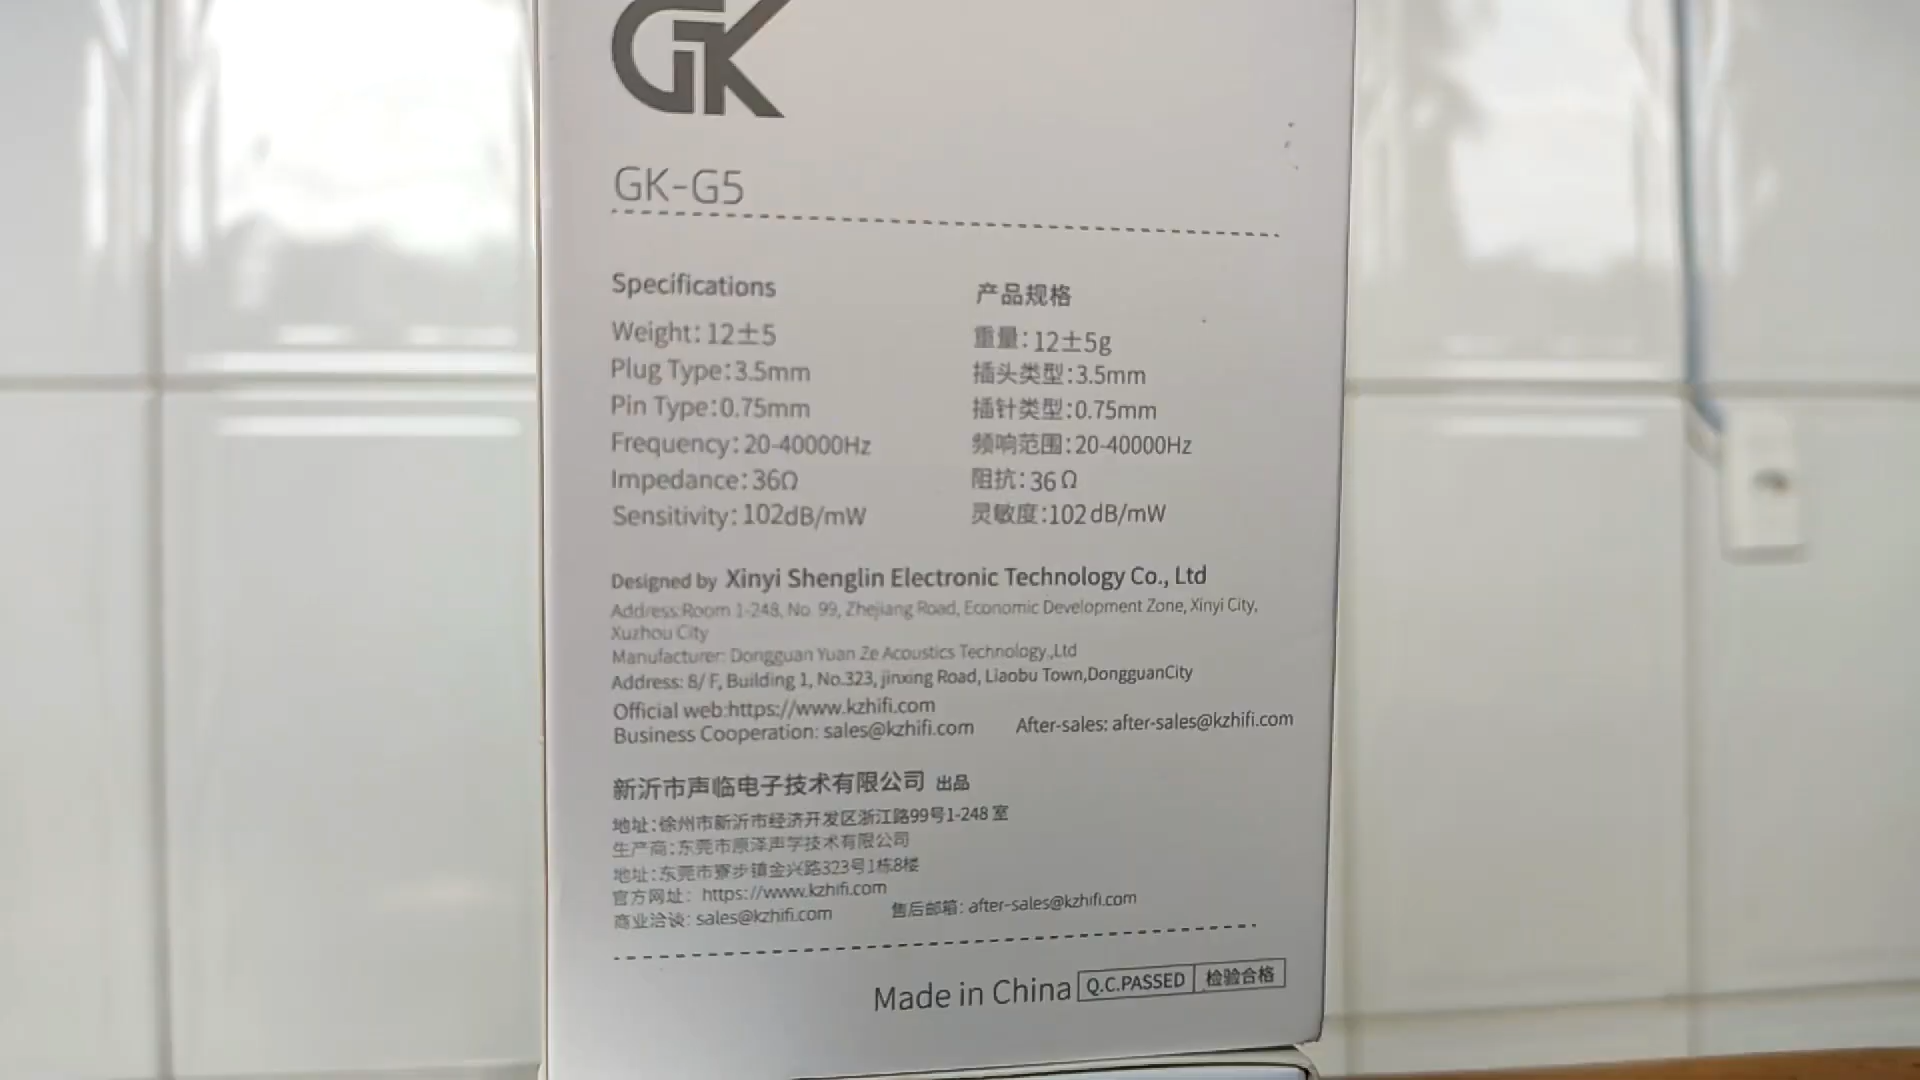 GK
GK-G5
Specifications
Weight: 12±5
Plug Type:3.5mm
Pin Type:0.75mm
Frequency: 20-40000Hz
Impedance: 36Ω
Sensitivity: 102dB/mW
产品规格
重量: 12±5g
插头类型:3.5mm
插针类型:0.75mm
频响范围:20-40000Hz
阻抗: 36Ω
灵敏度:102dB/mW
Designed by Xinyi Shenglin Electronic Technology Co., Ltd
Address:Room 1-248, No. 99, Zhejiang Road, Economic Development Zone, Xinyi City,
Xuzhou City
Manufacturer: Dongguan Yuan Ze Acoustics Technology.,Ltd
Address: 8/ F, Building 1, No.323, jinxing Road, Liaobu Town,DongguanCity
Official web:https://www.kzhifi.com
Business Cooperation: sales@kzhifi.com After-sales: after-sales@kzhifi.com
新沂市声临电子技术有限公司 出品
地址:徐州市新沂市经济开发区浙江路99号1-248 室
生产商:东莞市原泽声学技术有限公司
地址:东莞市寮步镇金兴路323号1栋8楼
官方网址: https://www.kzhifi.com
商业洽谈: sales@kzhifi.com 售后邮箱: after-sales@kzhifi.com
Made in China Q.C.PASSED 检验合格